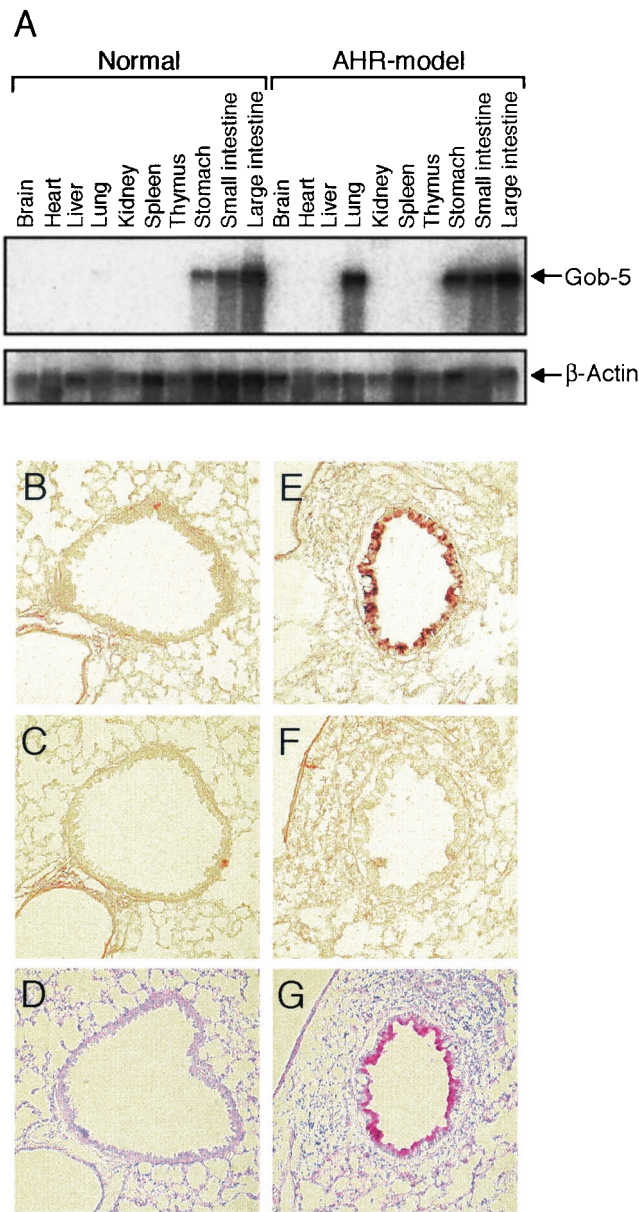 A
Normal AHR-model
Brain Heart Liver Lung Kidney Spleen Thymus Stomach Small intestine Large intestine Brain Heart Liver Lung Kidney Spleen Thymus Stomach Small intestine Large intestine
Gob-5
β-Actin
B E
C F
D G